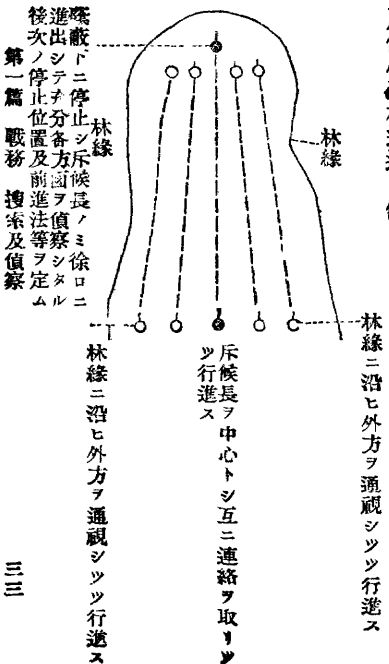 林緣
林緣ニ沿ヒ外方ヲ通視シツツ行進ス
斥候長ヲ中心トシ互ニ連絡ヲ取リツ
ツ行進ス
林緣
林緣ニ沿ヒ外方ヲ通視シツツ行進ス
蔽下ニ停止シ斥候長ノミ徐ロニ
進出シテ充分各方面ヲ偵察シタル
後次ノ停止位置及前進法等ヲ定ム
第一篇 戰務 搜索及偵察
三三